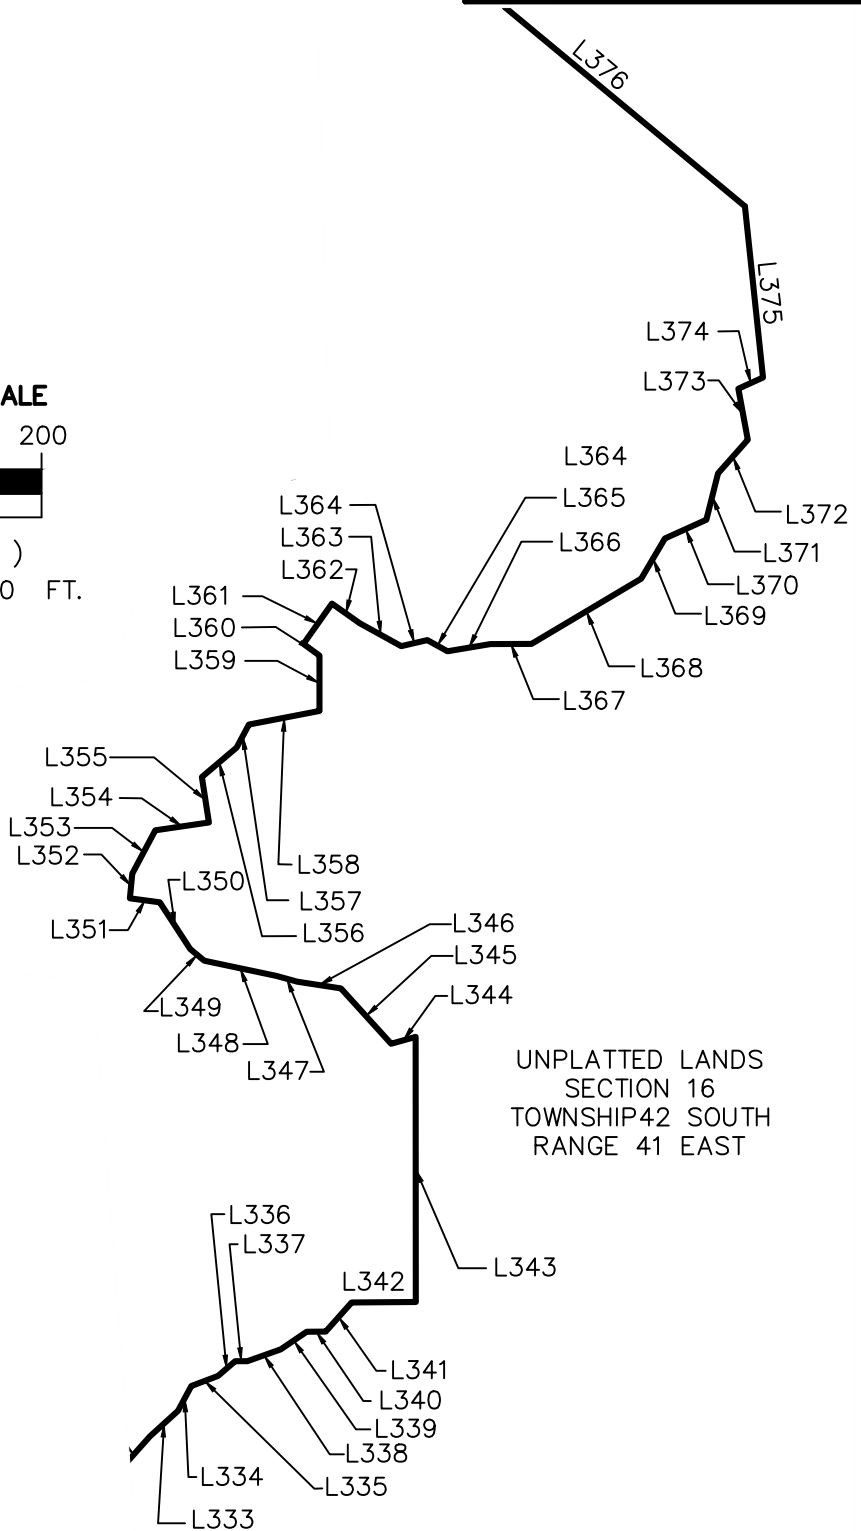 L376
L375
L374
ALE
L373
200
L364
L365
L364
L372
L363
L366
)
L371
L362
0 FT.
L370
L361
L369
L360
L359
L368
L367
L355
L354
L353
L352
L358
L350
L357
L351
L346
L356
L345
L344
L349
L348
L347
UNPLATTED LANDS
SECTION 16
TOWNSHIP42 SOUTH
RANGE 41 EAST
L336
L337
L343
L342
L341
L340
L339
L338
L334
L335
L333